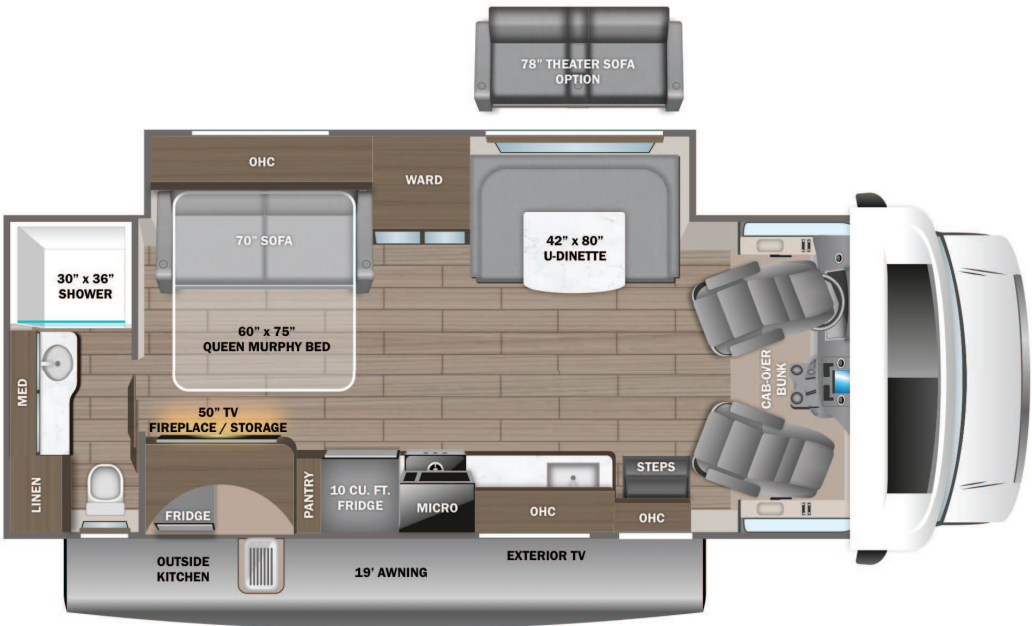 78” THEATER SOFA
OPTION
OHC
WARD
70” SOFA
42” x 80”
U-DINETTE
30” x 36”
SHOWER
60” x 75”
QUEEN MURPHY BED
CAB-OVER
BUNK
MED
LINEN
50” TV
FIREPLACE / STORAGE
FRIDGE
PANTRY
10 CU. FT.
FRIDGE
MICRO
OHC
STEPS
OHC
OUTSIDE
KITCHEN
19’ AWNING
EXTERIOR TV